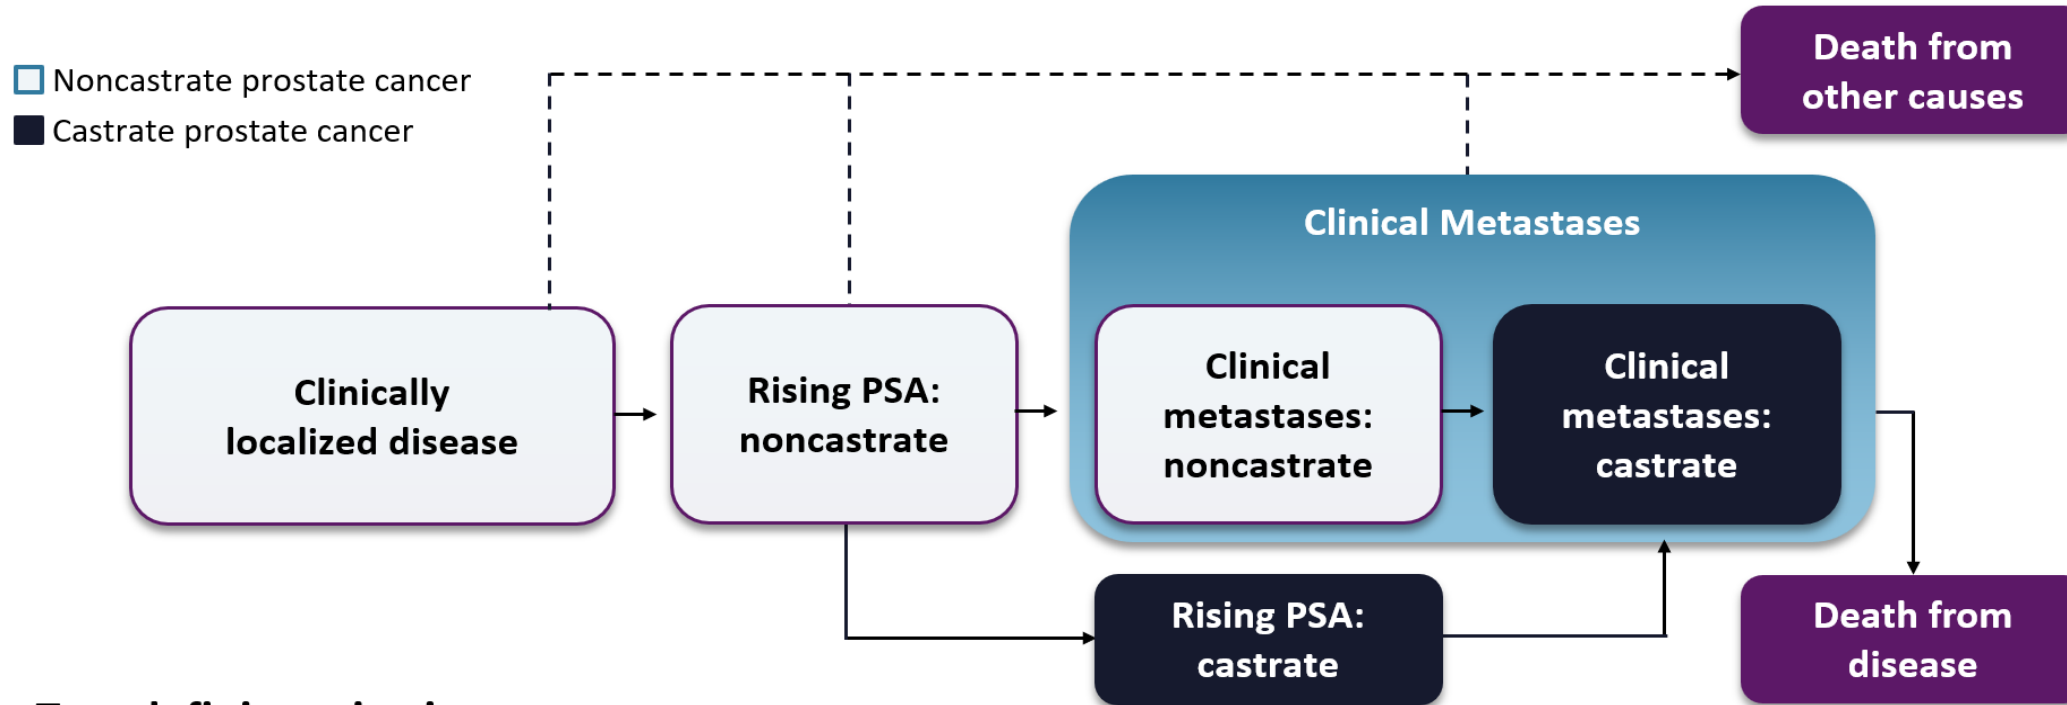 Noncastrate prostate cancer
Castrate prostate cancer
Death from
other causes
Clinical Metastases
Clinically
localized disease
Rising PSA:
noncastrate
Clinical
metastases:
noncastrate
Clinical
metastases:
castrate
Rising PSA:
castrate
Death from
disease